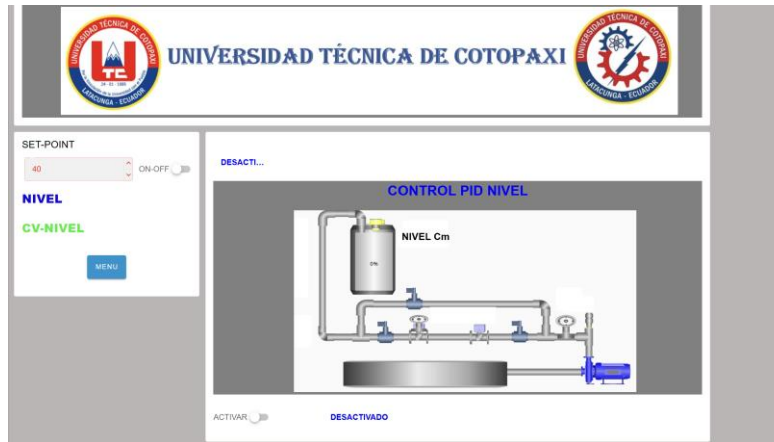 UNIVERSIDAD TÉCNICA DE COTOPAXI
SET-POINT
40
ON-OFF
NIVEL
CV-NIVEL
MENU
DESACTI...
CONTROL PID NIVEL
NIVEL Cm
ACTIVAR
DESACTIVADO